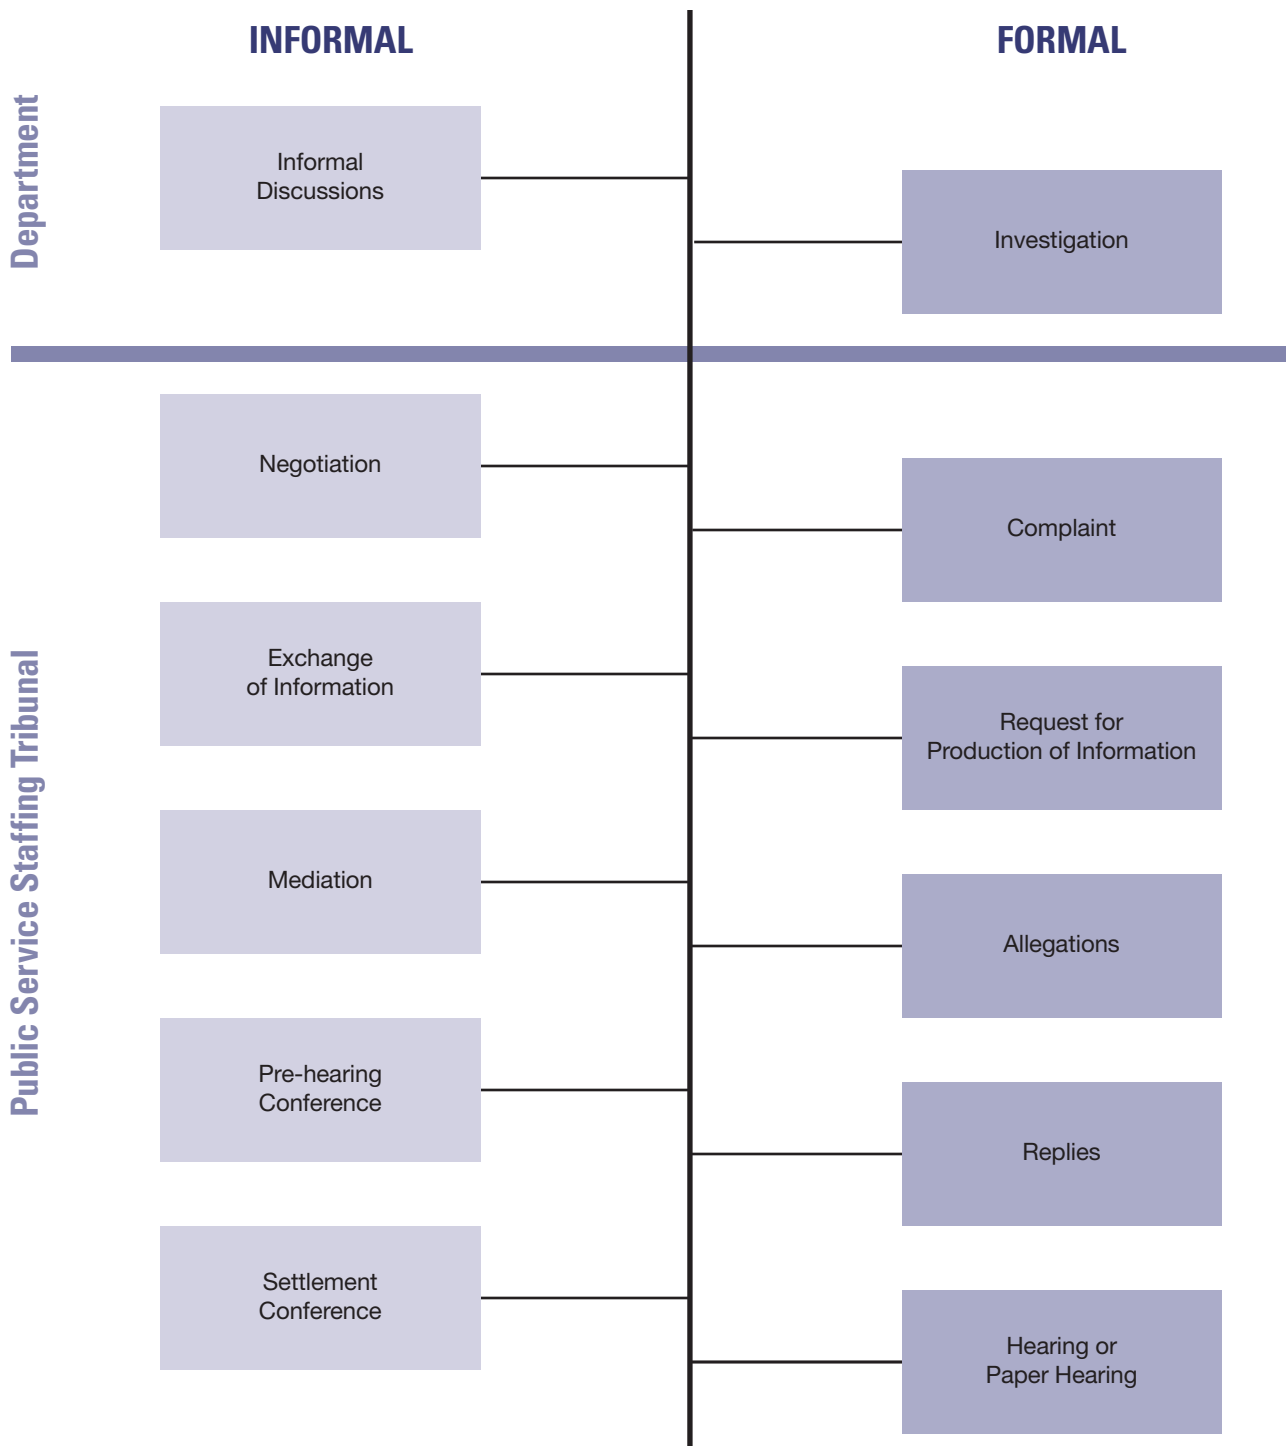 INFORMAL
FORMAL
Department
Informal
Discussions
Investigation
Public Service Staffing Tribunal
Negotiation
Complaint
Exchange
of Information
Request for
Production of Information
Mediation
Allegations
Pre-hearing
Conference
Replies
Settlement
Conference
Hearing or
Paper Hearing